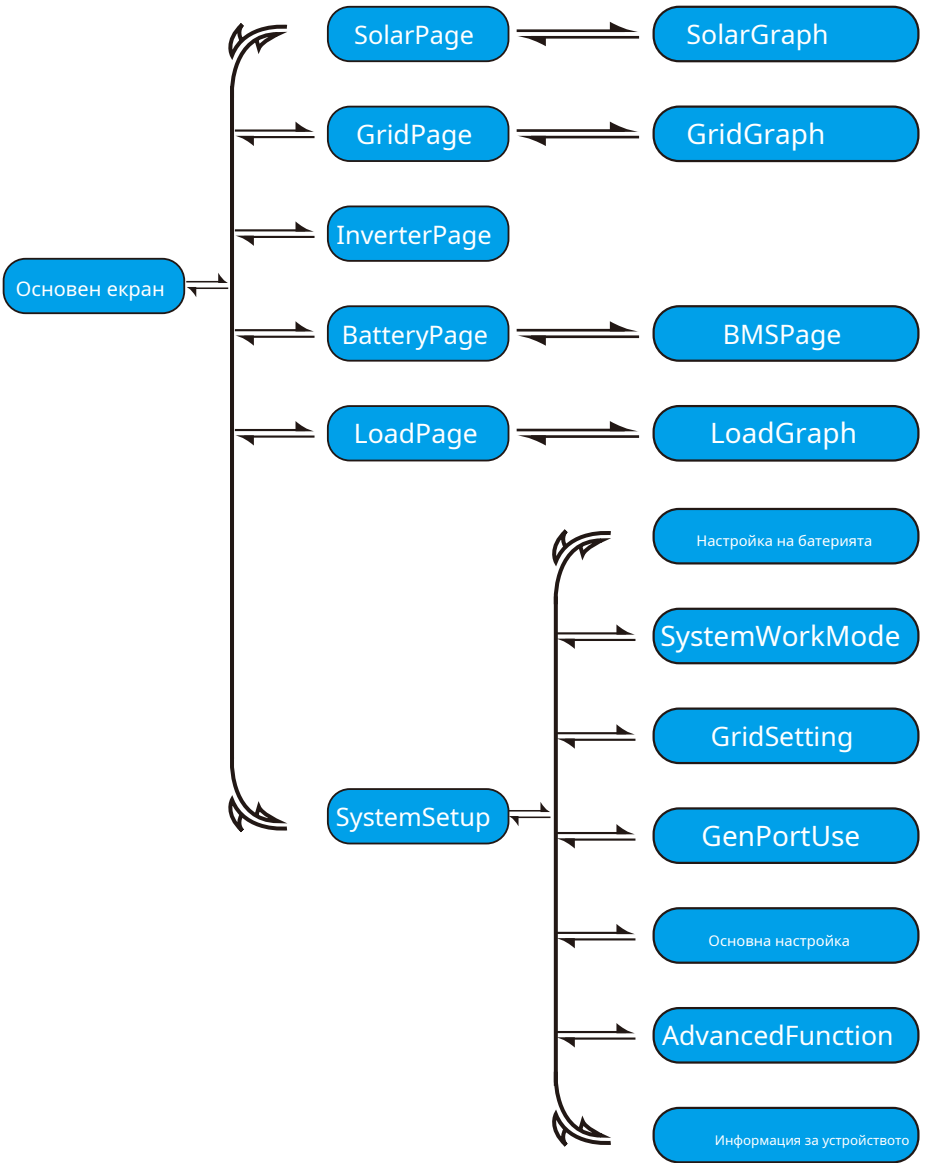 SolarPage
SolarGraph
GridPage
GridGraph
InverterPage
Основен екран
BatteryPage
BMSPage
LoadPage
LoadGraph
Настройка на батерията
SystemWorkMode
GridSetting
SystemSetup
GenPortUse
Основна настройка
AdvancedFunction
Информация за устройството